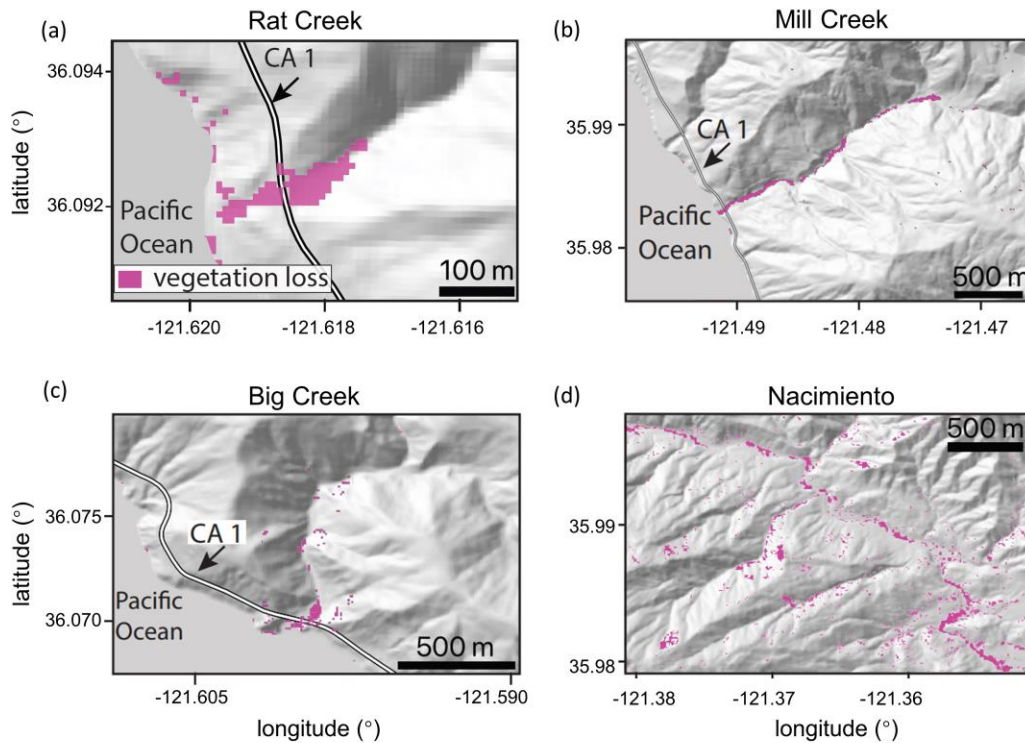 (a)
Rat Creek
36.094
36.092
latitude (°)
CA 1
Pacific
Ocean
vegetation loss
100 m
-121.620
-121.618
-121.616
(b)
Mill Creek
35.99
35.98
CA 1
Pacific
Ocean
500 m
-121.49
-121.48
-121.47
(c)
Big Creek
36.075
36.070
latitude (°)
CA 1
Pacific
Ocean
500 m
-121.605
-121.590
longitude (°)
(d)
Nacimiento
500 m
35.99
35.98
-121.38
-121.37
-121.36
longitude (°)